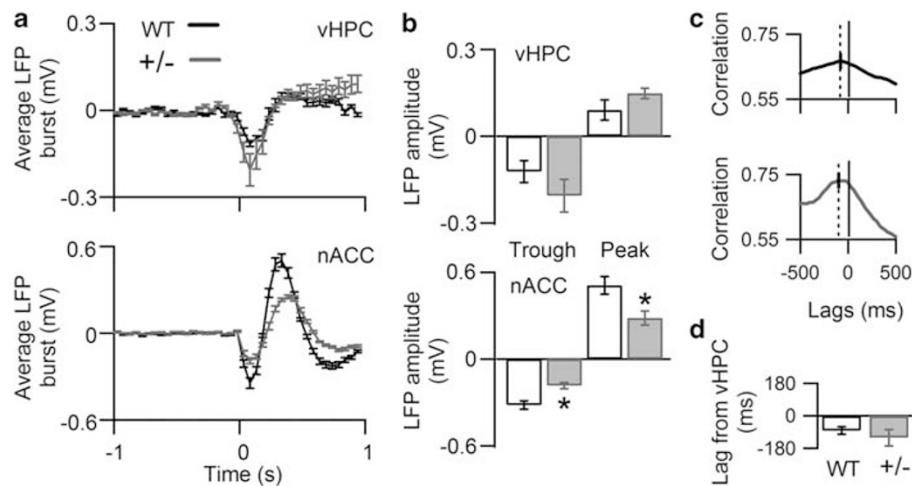 a
0.3
WT
+/-
vHPC
Average LFP
burst (mV)
0
-0.3
nACC
0.6
Average LFP
burst (mV)
0
-0.6
-1
0
1
Time (s)
b
0.3
vHPC
LFP amplitude
(mV)
0
-0.3
Trough
Peak
0.6
nACC
*
LFP amplitude
(mV)
0
*
-0.6
c
0.75
Correlation
0.55
0.75
Correlation
0.55
-500
0
500
Lags (ms)
d
180
Lag from vHPC
(ms)
0
-180
WT
+/-